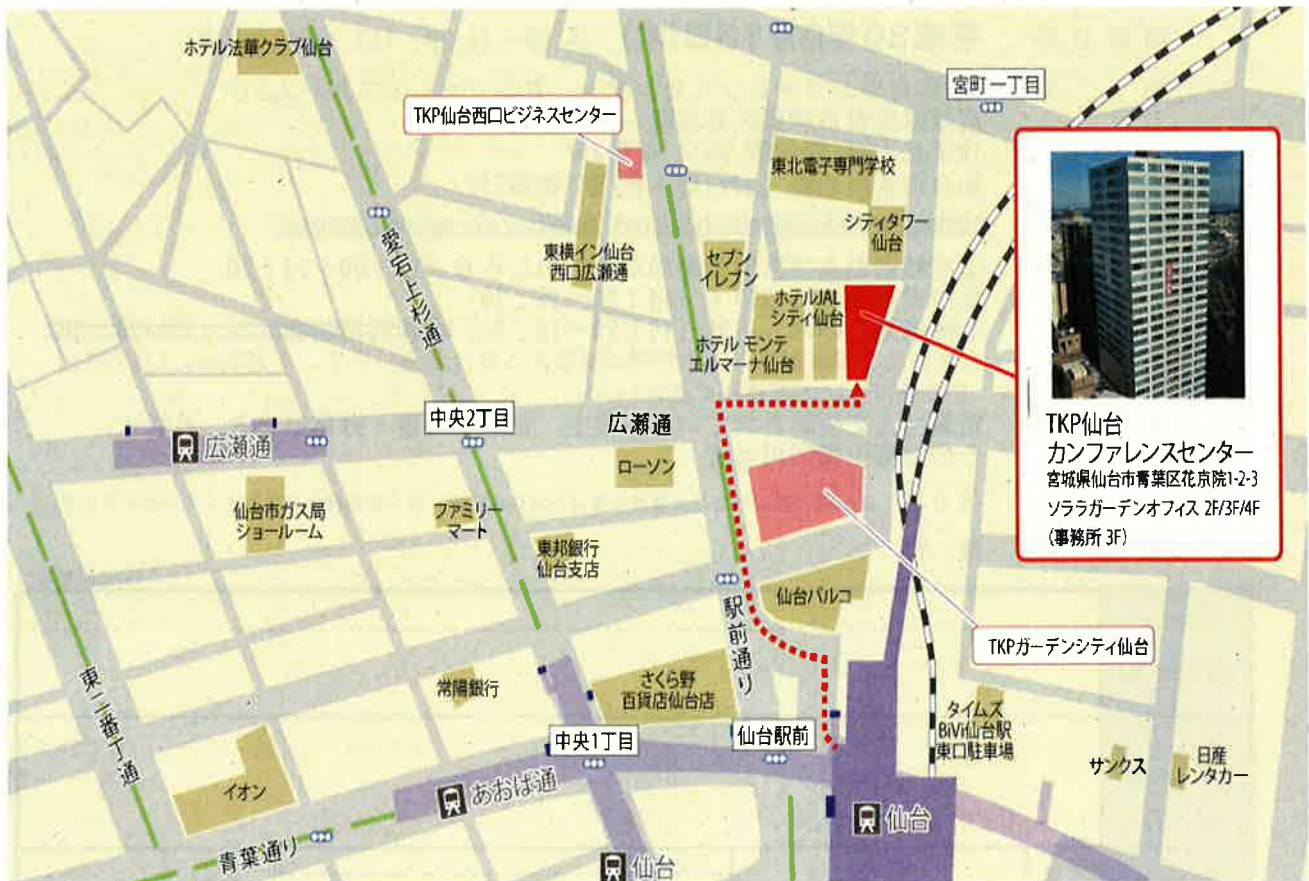 ホテル法華クラブ仙台
宮町一丁目
TKP仙台西口ビジネスセンター
東北電子専門学校
シティタワー
仙台
愛宕上杉通
東横イン仙台
西口広瀬通
セブン
イレブン
ホテルJAL
シティ仙台
ホテル モンテ
エルマーナ仙台
TKP仙台
カンファレンスセンター
宮城県仙台市青葉区花京院1-2-3
ソララガーデンオフィス 2F/3F/4F
(事務所 3F)
中央2丁目
広瀬通
広瀬通
ローソン
仙台市ガス局
ショールーム
ファミリー
マート
東邦銀行
仙台支店
仙台パルコ
駅前通り
TKPガーデンシティ仙台
東二番丁通
常陽銀行
さくら野
百貨店仙台店
タイムズ
BiVi仙台駅
東口駐車場
中央1丁目
仙台駅前
サンクス
日産
レンタカー
イオン
あおば通
仙台
青葉通り
仙台